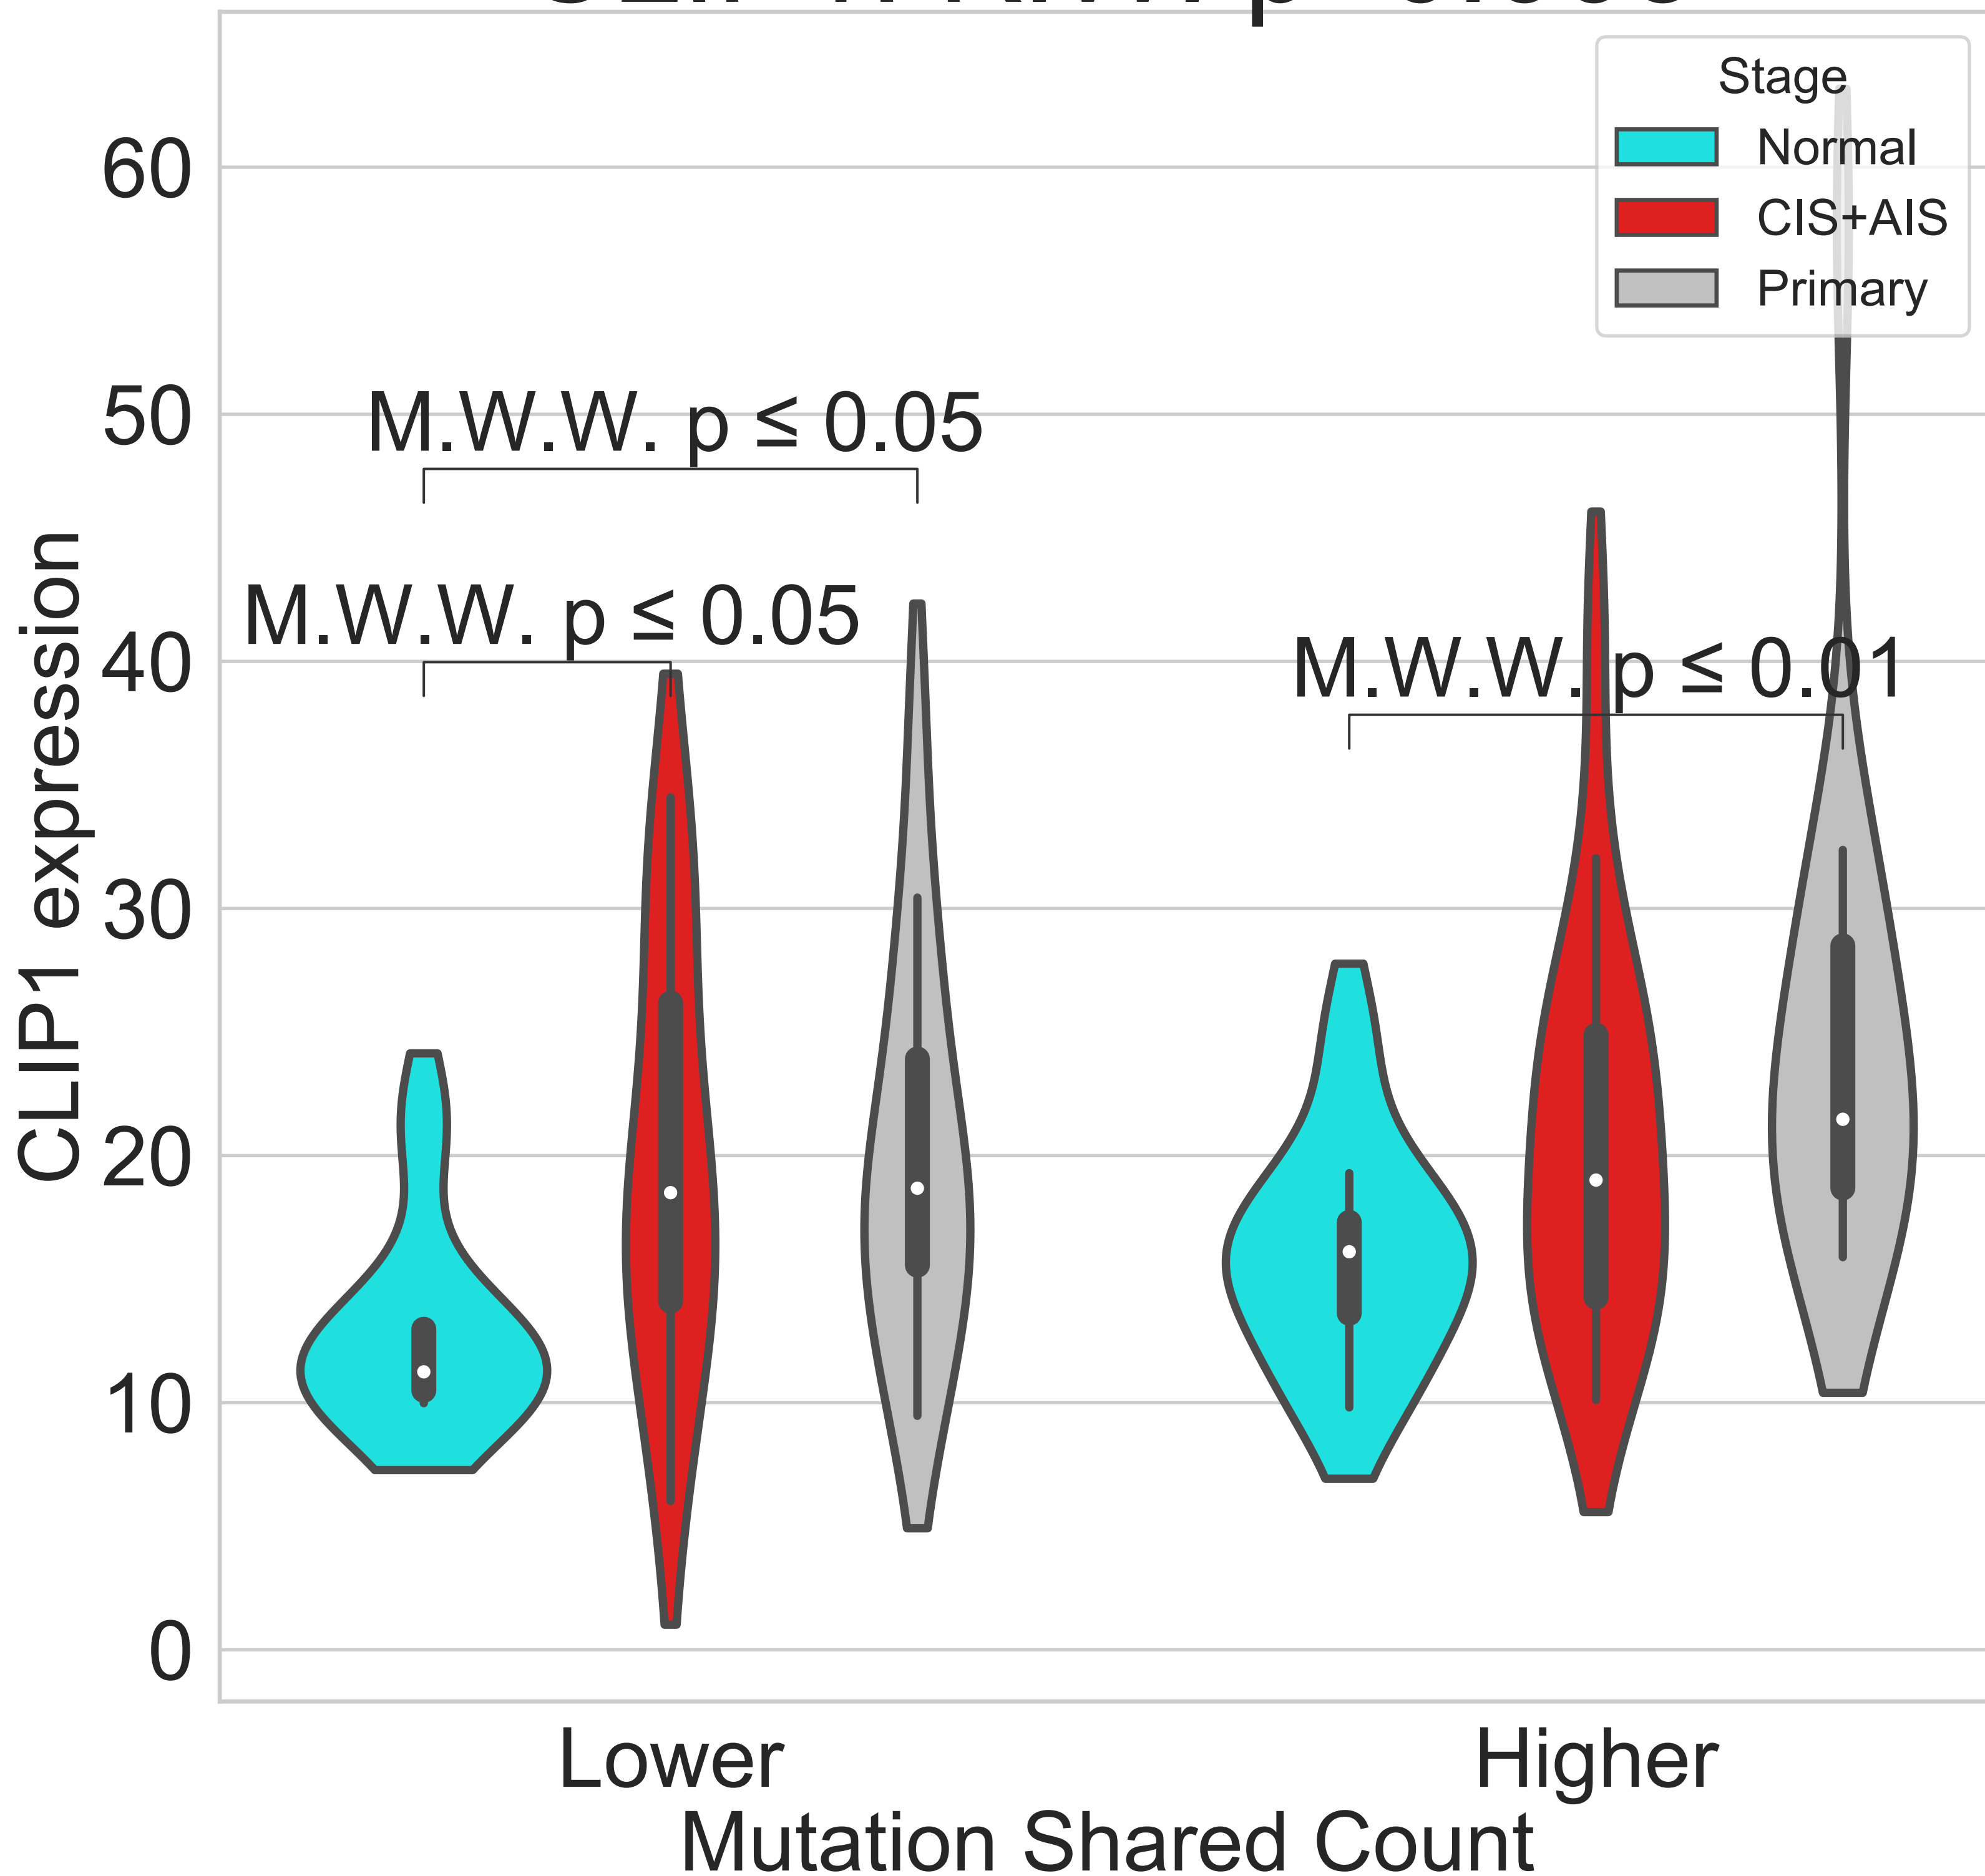 Stage
Normal
CIS+AIS
Primary
60
50
40
30
20
10
0
CLIP1 expression
M.W.W. p ≤ 0.05
M.W.W. p ≤ 0.05
M.W.W. p ≤ 0.01
Lower
Higher
Mutation Shared Count